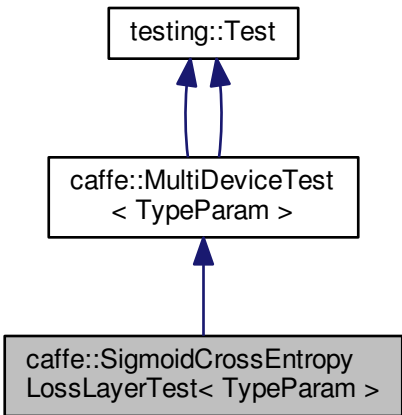 testing::Test
caffe::MultiDeviceTest
< TypeParam >
caffe::SigmoidCrossEntropy
LossLayerTest< TypeParam >